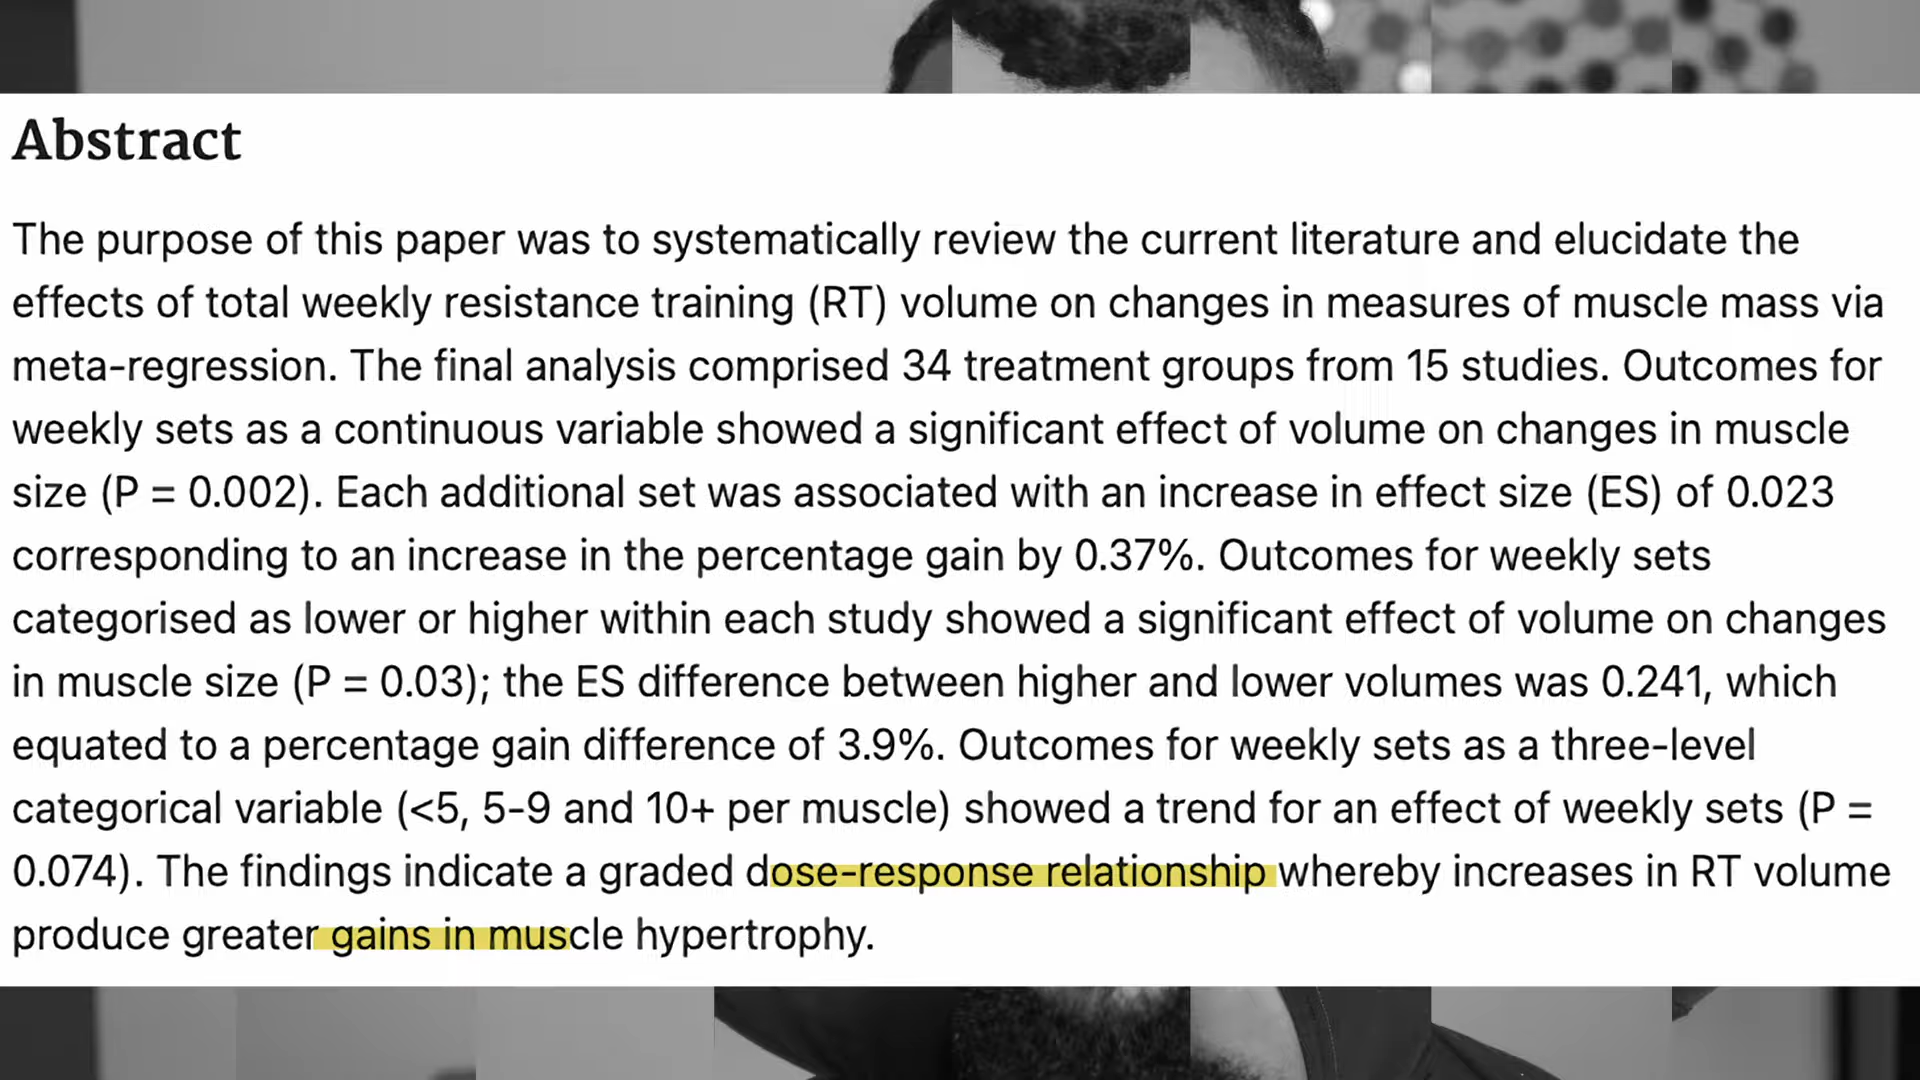 Abstract
The purpose of this paper was to systematically review the current literature and elucidate the
effects of total weekly resistance training (RT) volume on changes in measures of muscle mass via
meta-regression. The final analysis comprised 34 treatment groups from 15 studies. Outcomes for
weekly sets as a continuous variable showed a significant effect of volume on changes in muscle
size (P = 0.002). Each additional set was associated with an increase in effect size (ES) of 0.023
corresponding to an increase in the percentage gain by 0.37%. Outcomes for weekly sets
categorised as lower or higher within each study showed a significant effect of volume on changes
in muscle size (P = 0.03); the ES difference between higher and lower volumes was 0.241, which
equated to a percentage gain difference of 3.9%. Outcomes for weekly sets as a three-level
categorical variable (<5, 5-9 and 10+ per muscle) showed a trend for an effect of weekly sets (P =
0.074). The findings indicate a graded dose-response relationship whereby increases in RT volume
produce greater gains in muscle hypertrophy.